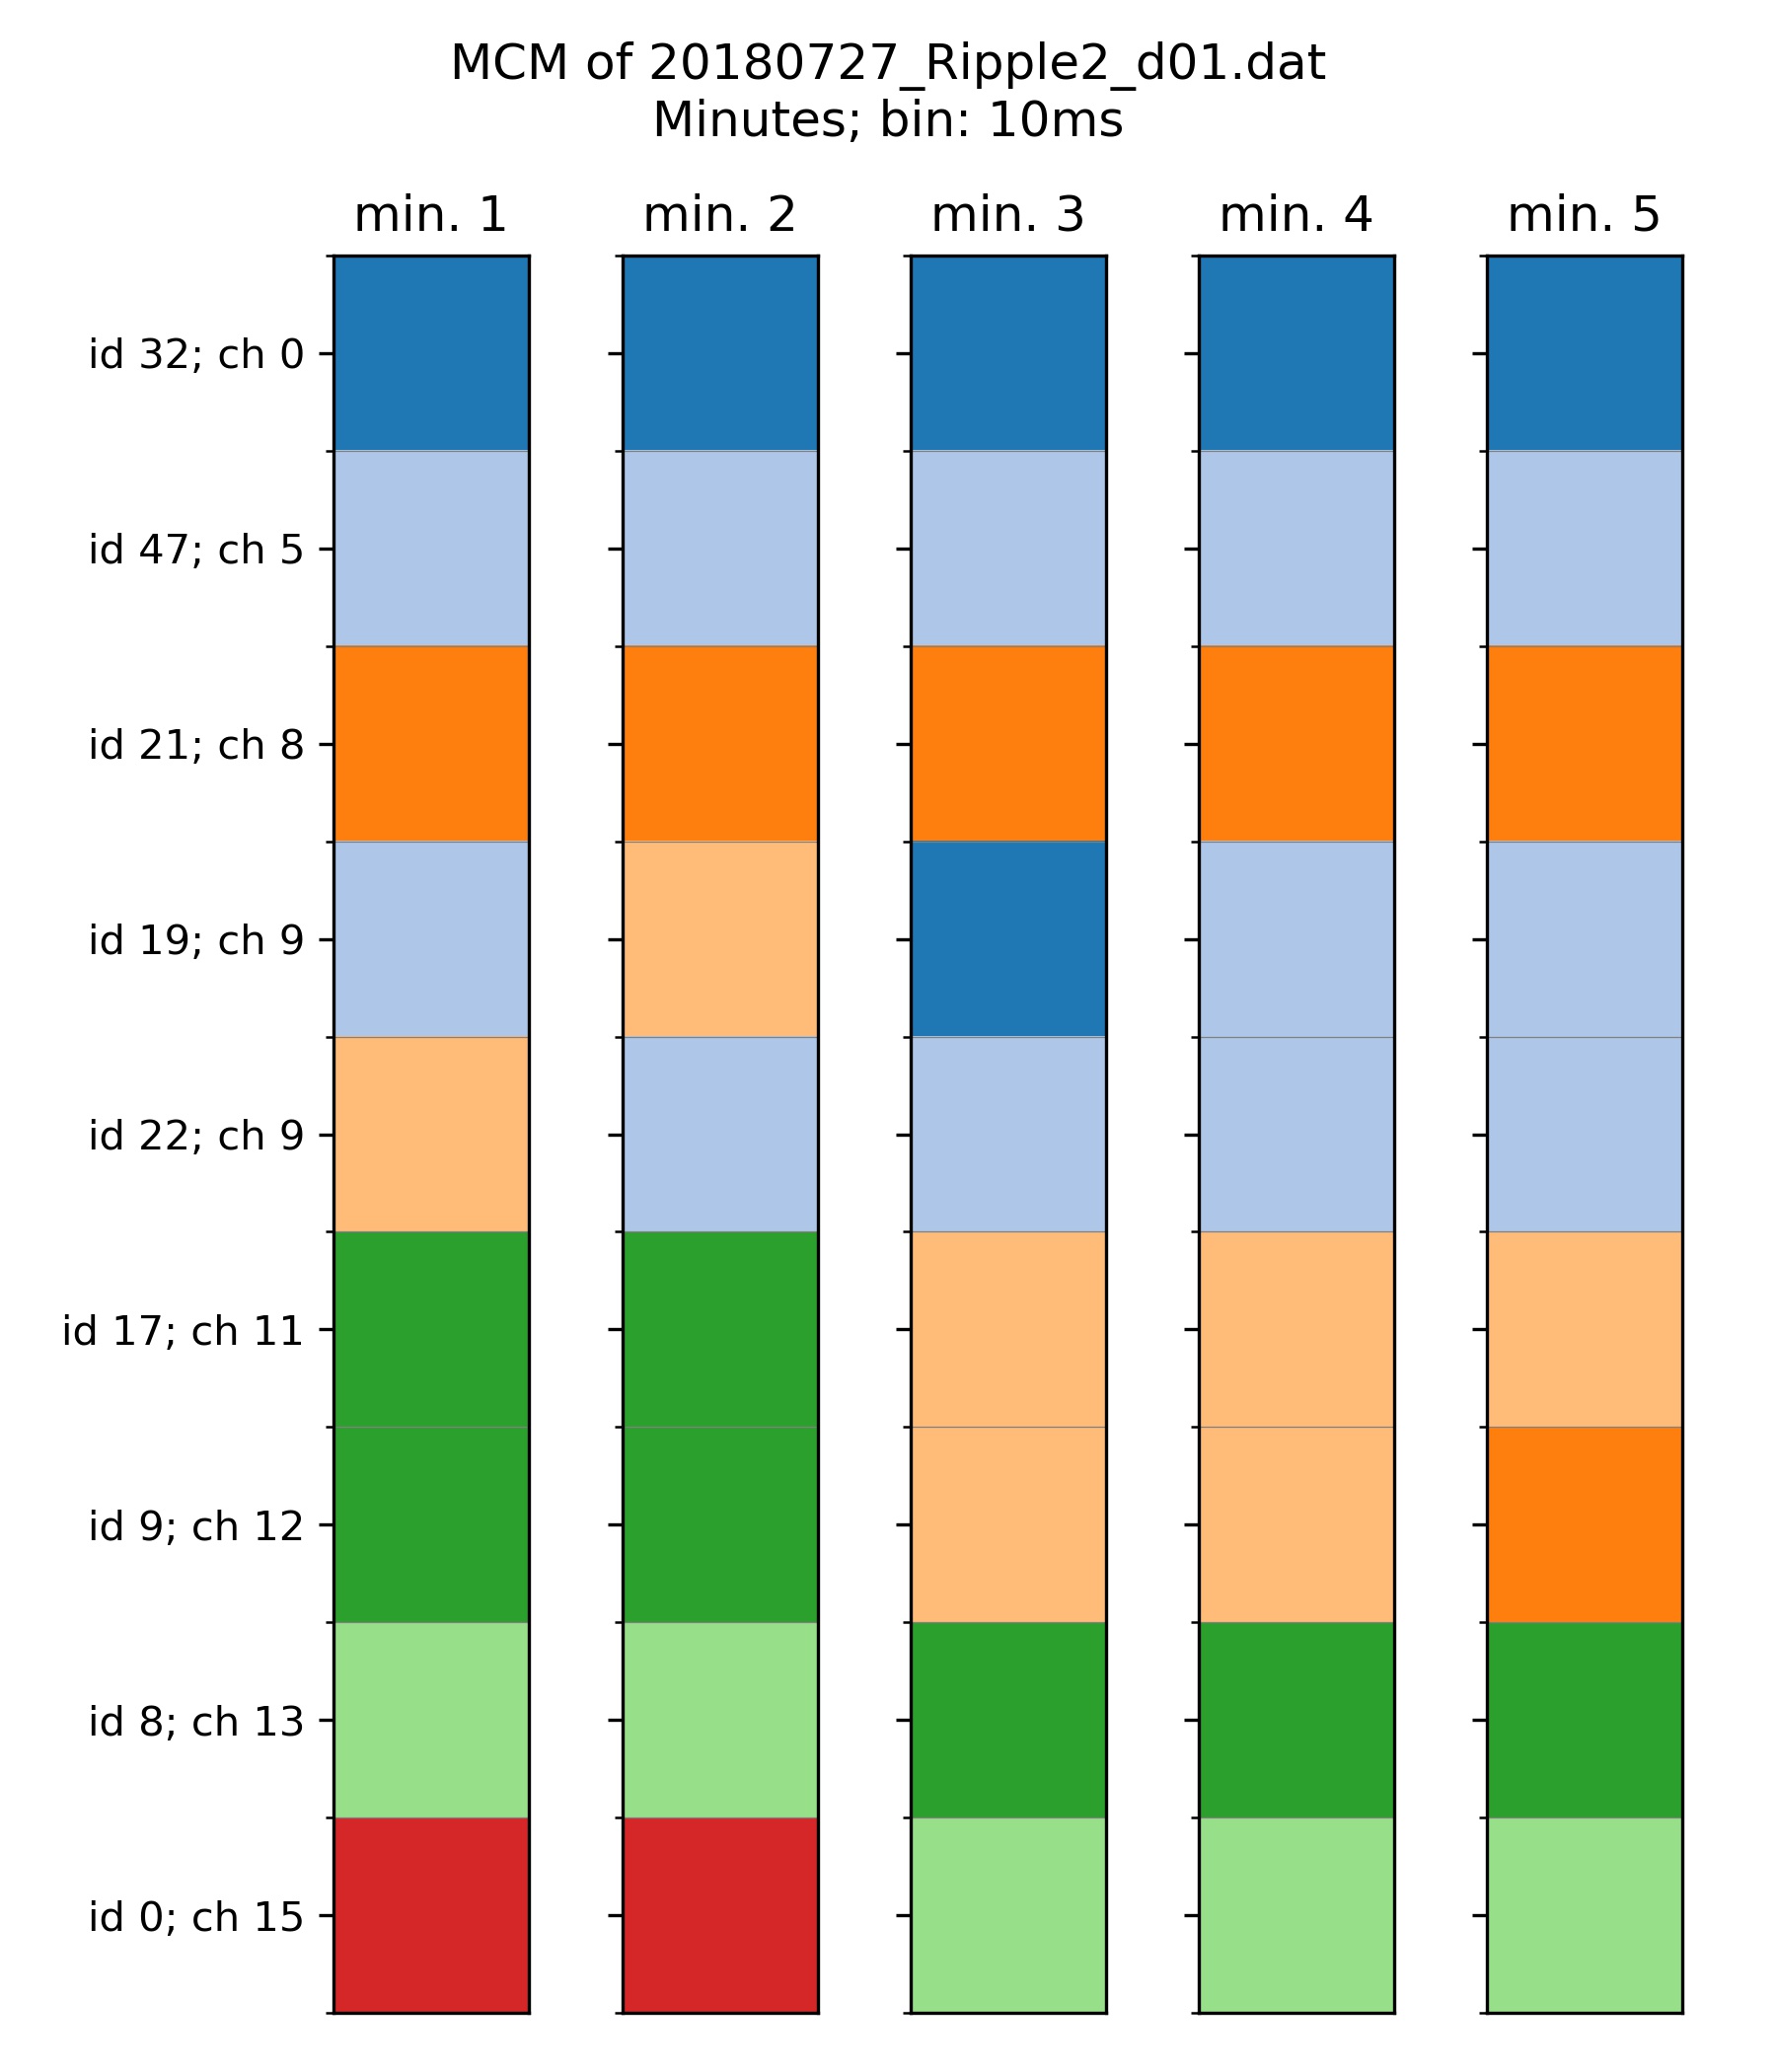 MCM of 20180727_Ripple2_d01.dat
Minutes; bin: 10ms
min. 1 min. 2 min. 3 min. 4 min. 5
id 32; ch 0
id 47; ch 5
id 21; ch 8
id 19; ch 9
id 22; ch 9
id 17; ch 11
id 9; ch 12
id 8; ch 13
id 0; ch 15